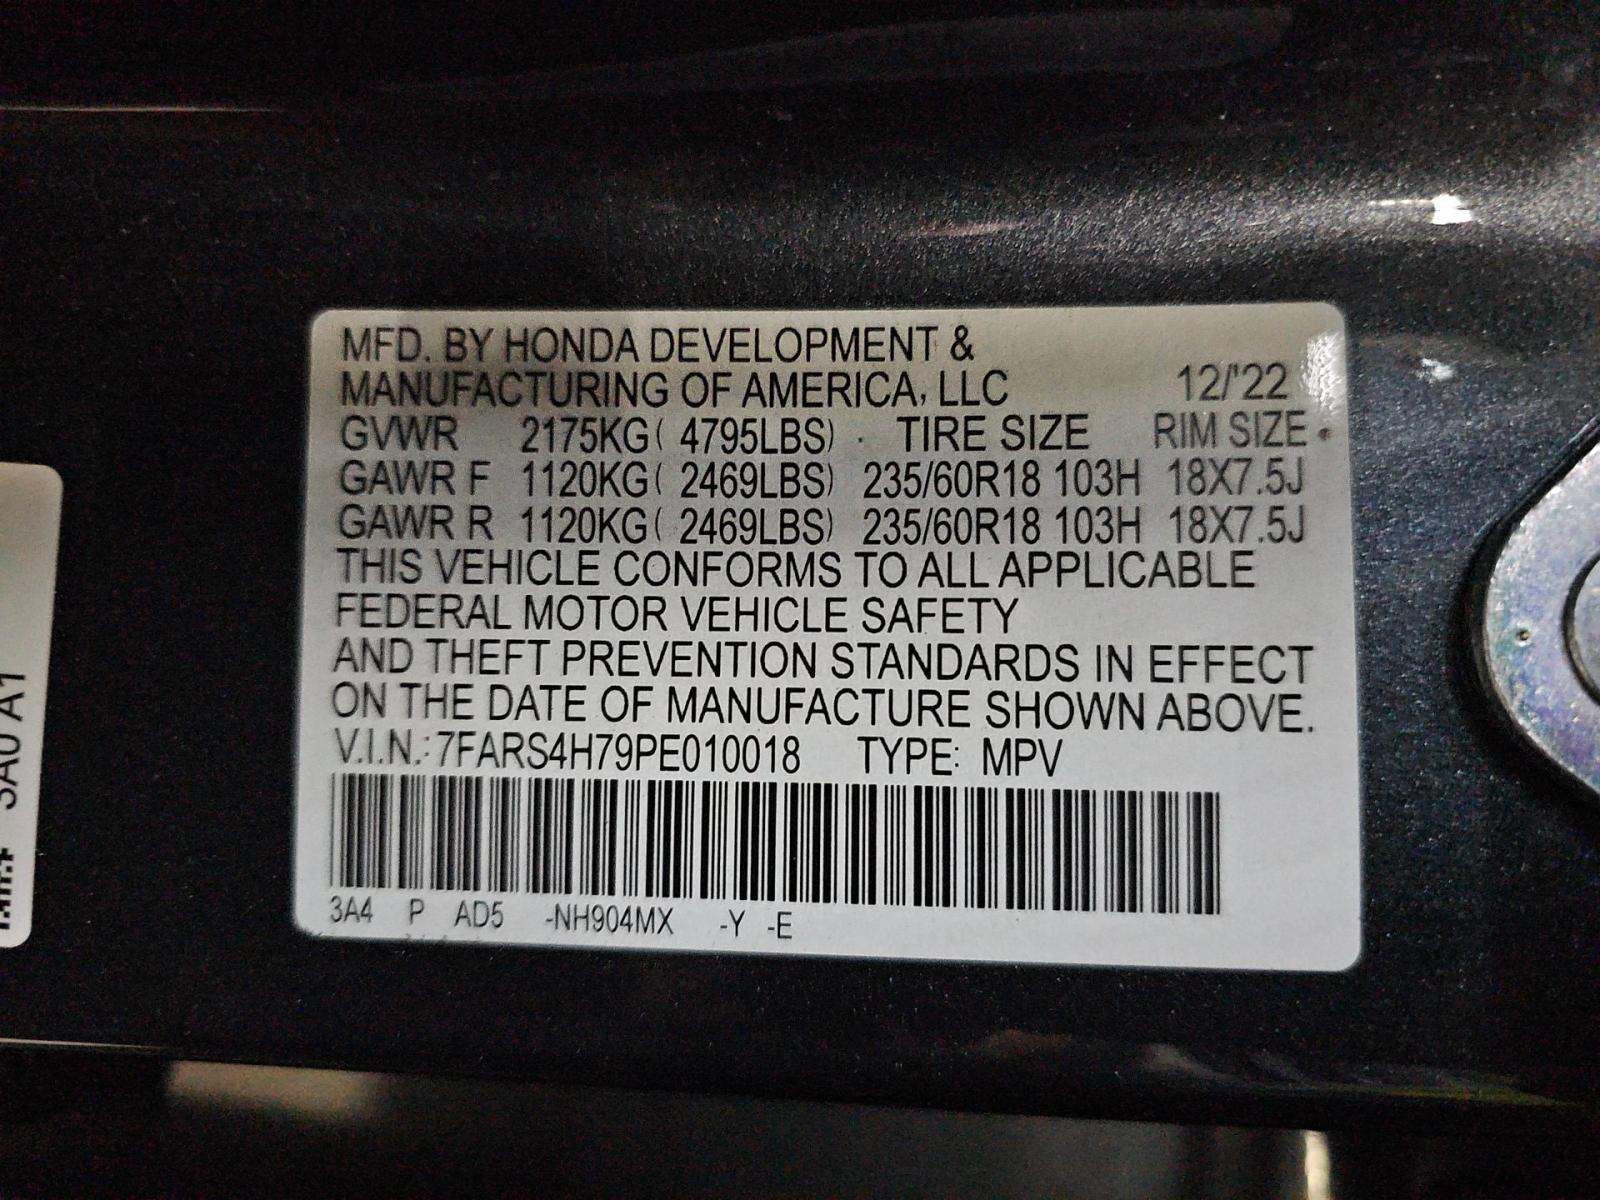 MFD. BY HONDA DEVELOPMENT &
MANUFACTURING OF AMERICA, LLC 12/'22
GVWR 2175KG( 4795LBS) TIRE SIZE RIM SIZE
GAWR F 1120KG( 2469LBS) 235/60R18 103H 18X7.5J
GAWR R 1120KG( 2469LBS) 235/60R18 103H 18X7.5J
THIS VEHICLE CONFORMS TO ALL APPLICABLE
FEDERAL MOTOR VEHICLE SAFETY
AND THEFT PREVENTION STANDARDS IN EFFECT
ON THE DATE OF MANUFACTURE SHOWN ABOVE.
V.I.N.: 7FARS4H79PE010018 TYPE: MPV
3A4 P AD5 -NH904MX -Y -E
3A0 A1